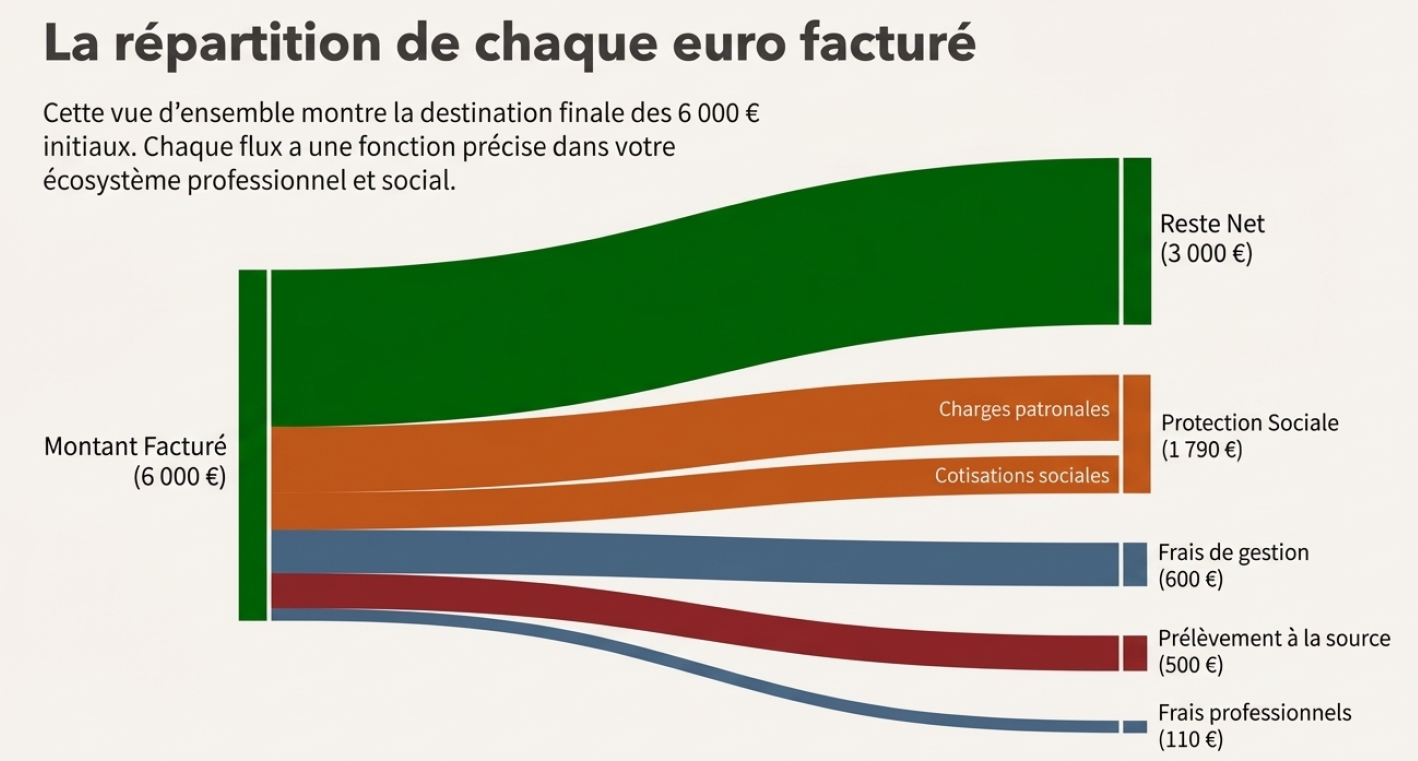 La répartition de chaque euro facturé
Cette vue d’ensemble montre la destination finale des 6 000 €
initiaux. Chaque flux a une fonction précise dans votre
écosystème professionnel et social.
Reste Net
(3 000 €)
Charges patronales
Protection Sociale
(1 790 €)
Montant Facturé
(6 000 €)
Cotisations sociales
Frais de gestion
(600 €)
Prélèvement à la source
(500 €)
Frais professionnels
(110 €)